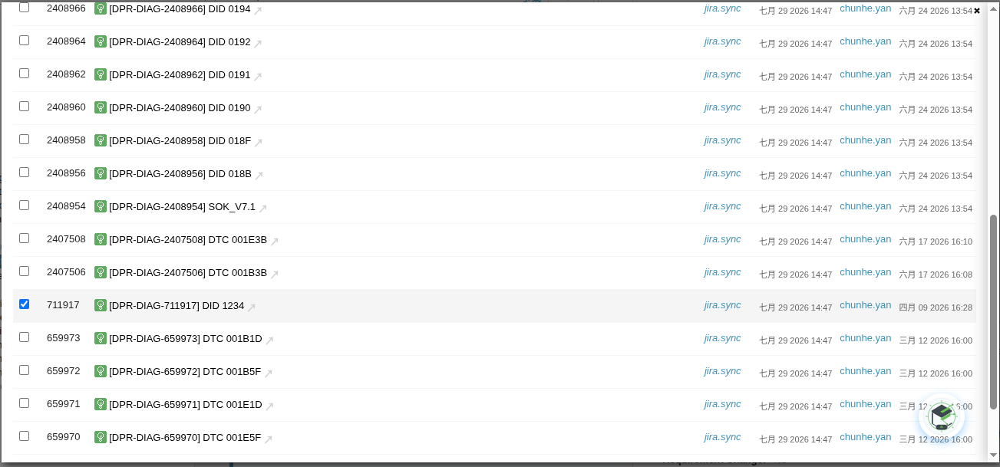 2408966 [DPR-DIAG-2408966] DID 0194 jira.sync 七月 29 2026 14:47 chunhe.yan 六月 24 2026 13:54
2408964 [DPR-DIAG-2408964] DID 0192 jira.sync 七月 29 2026 14:47 chunhe.yan 六月 24 2026 13:54
2408962 [DPR-DIAG-2408962] DID 0191 jira.sync 七月 29 2026 14:47 chunhe.yan 六月 24 2026 13:54
2408960 [DPR-DIAG-2408960] DID 0190 jira.sync 七月 29 2026 14:47 chunhe.yan 六月 24 2026 13:54
2408958 [DPR-DIAG-2408958] DID 018F jira.sync 七月 29 2026 14:47 chunhe.yan 六月 24 2026 13:54
2408956 [DPR-DIAG-2408956] DID 018B jira.sync 七月 29 2026 14:47 chunhe.yan 六月 24 2026 13:54
2408954 [DPR-DIAG-2408954] SOK_V7.1 jira.sync 七月 29 2026 14:47 chunhe.yan 六月 24 2026 13:54
2407508 [DPR-DIAG-2407508] DTC 001E3B jira.sync 七月 29 2026 14:47 chunhe.yan 六月 17 2026 16:10
2407506 [DPR-DIAG-2407506] DTC 001B3B jira.sync 七月 29 2026 14:47 chunhe.yan 六月 17 2026 16:08
711917 [DPR-DIAG-711917] DID 1234 jira.sync 七月 29 2026 14:47 chunhe.yan 四月 09 2026 16:28
659973 [DPR-DIAG-659973] DTC 001B1D jira.sync 七月 29 2026 14:47 chunhe.yan 三月 12 2026 16:00
659972 [DPR-DIAG-659972] DTC 001B5F jira.sync 七月 29 2026 14:47 chunhe.yan 三月 12 2026 16:00
659971 [DPR-DIAG-659971] DTC 001E1D jira.sync 七月 29 2026 14:47 chunhe.yan 三月 12
659970 [DPR-DIAG-659970] DTC 001E5F jira.sync 七月 29 2026 14:47 chunhe.yan 三月 12 2026 16:00